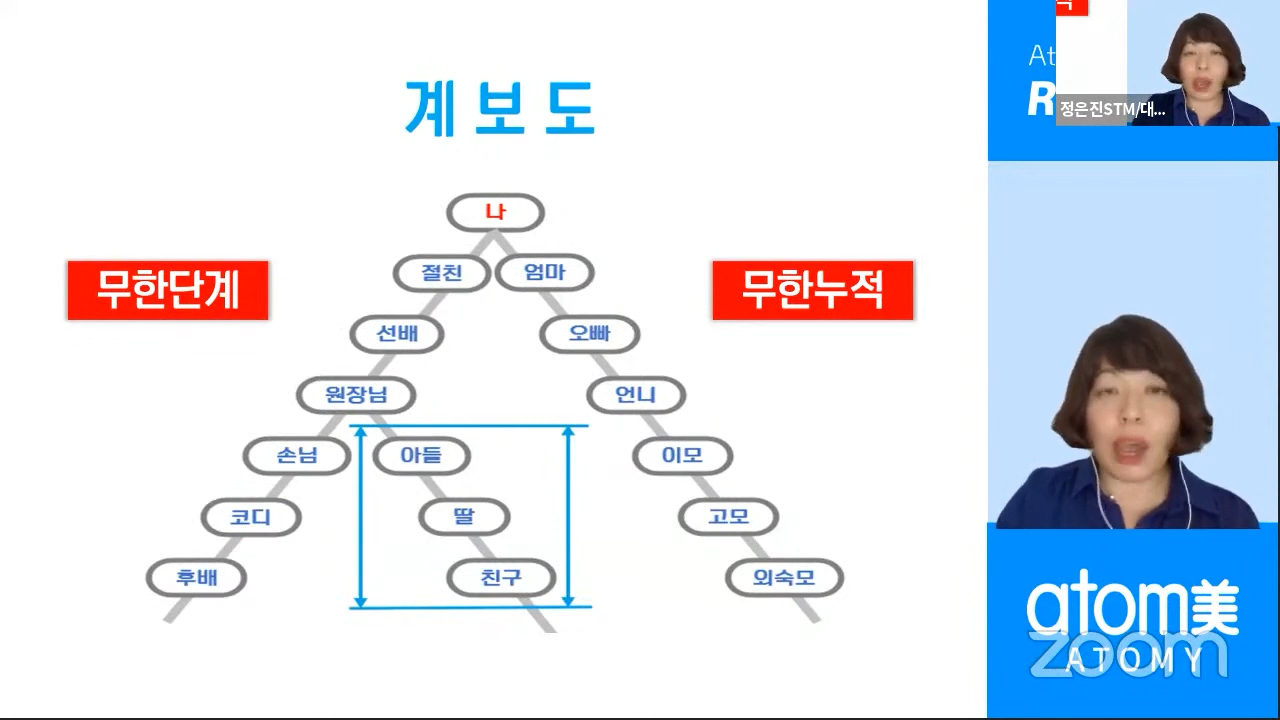 계보도
나
절친 엄마
무한단계 무한누적
선배 오빠
원장님 언니
손님 아들 이모
코디 딸 고모
후배 친구 외숙모
At
R
정은진STM/대...
atom美
zoom
ATOMY